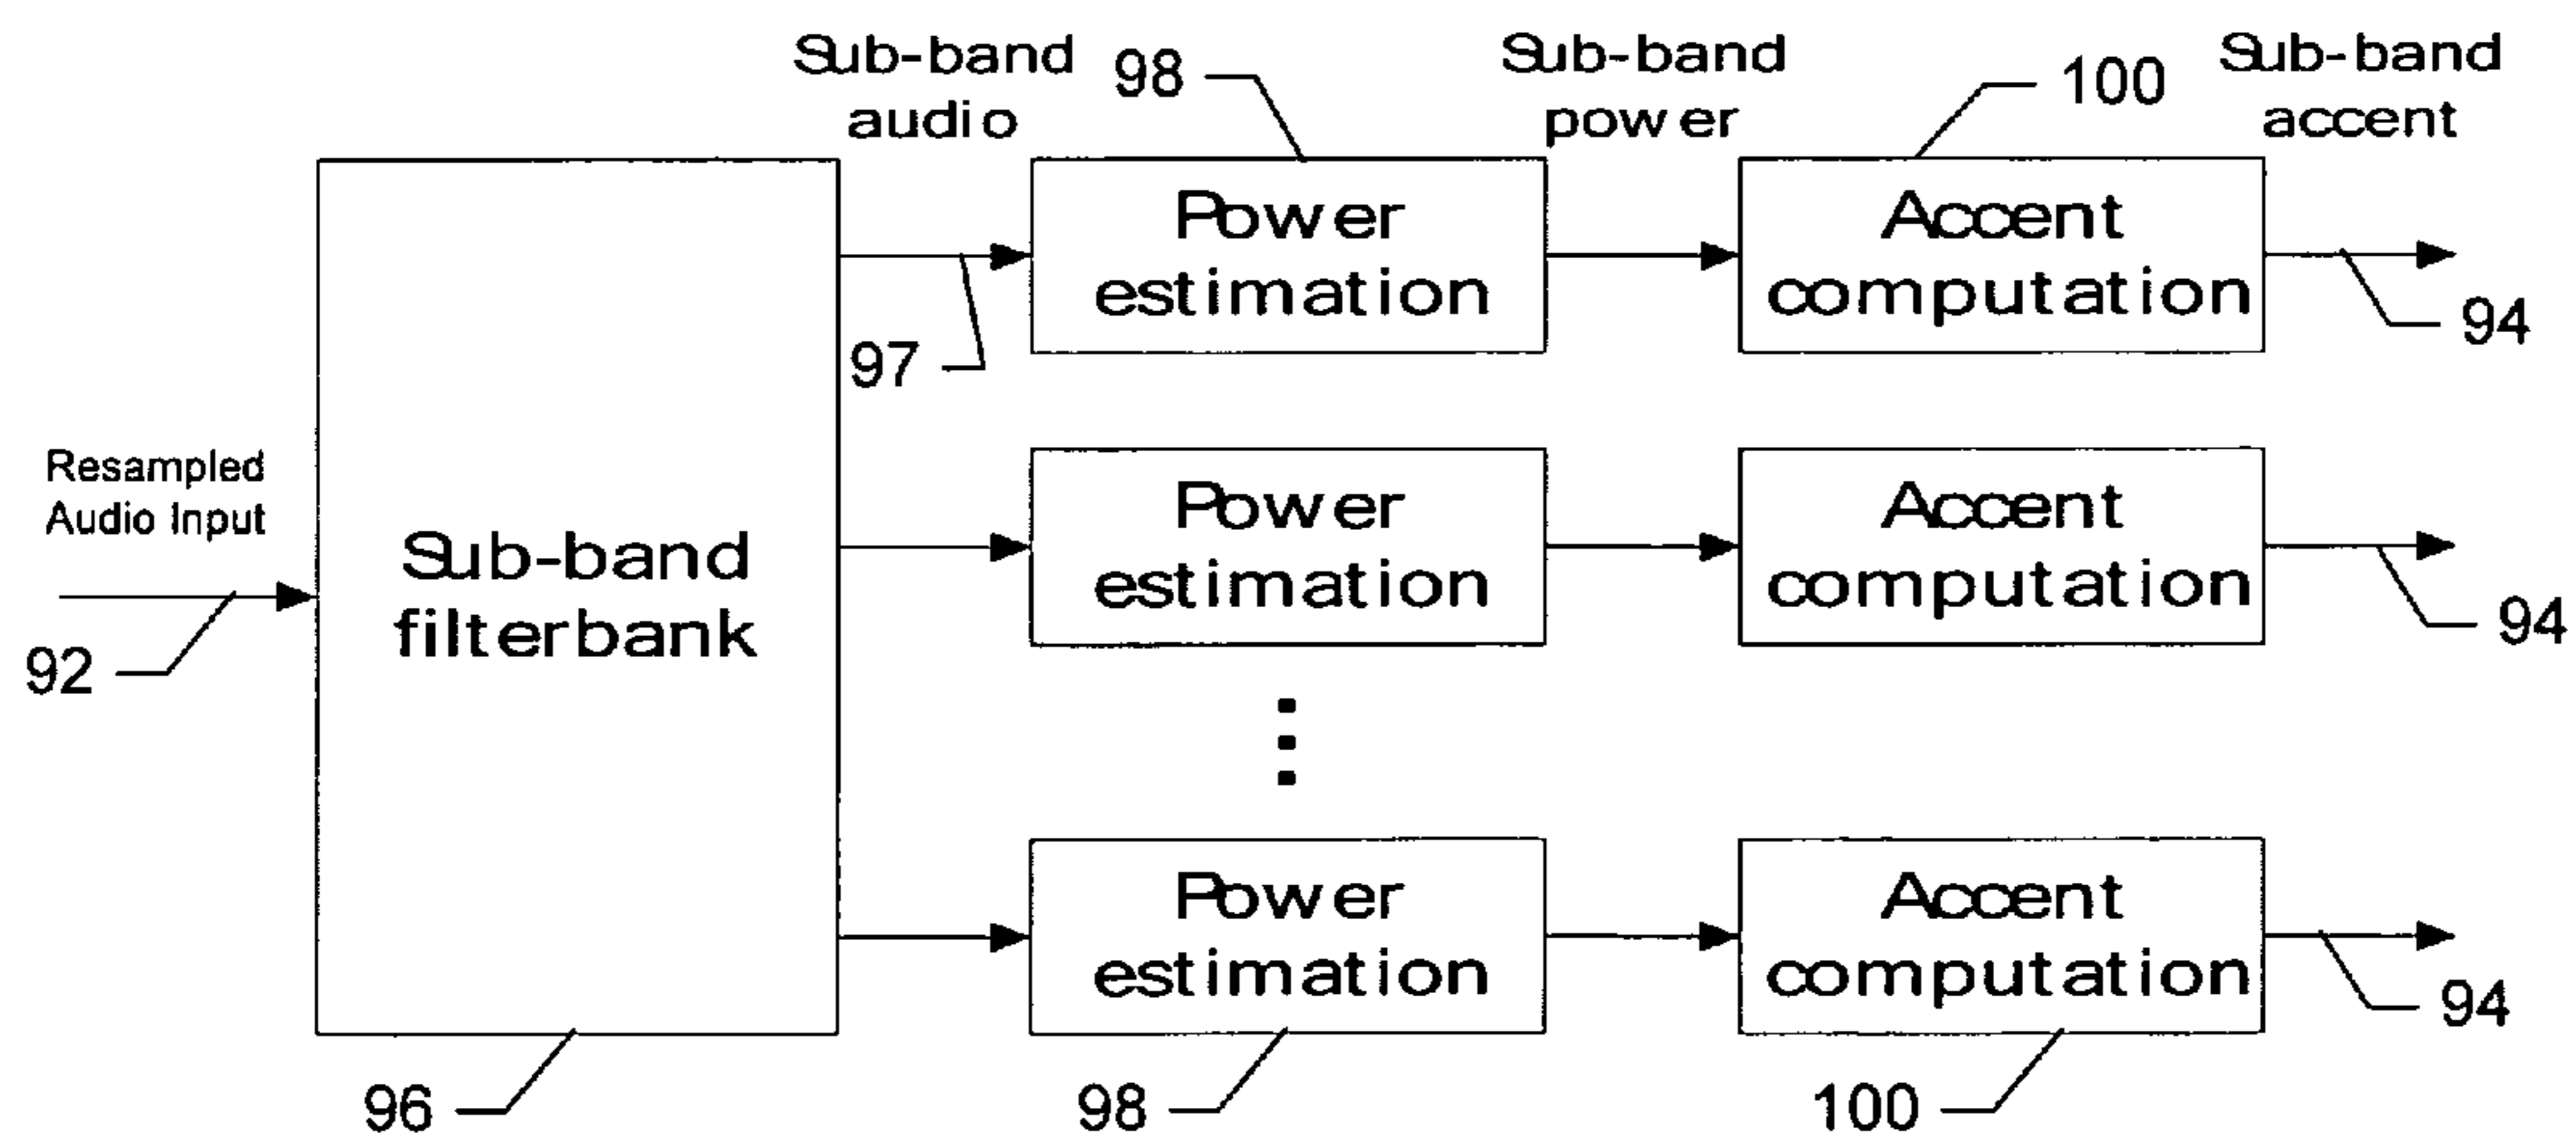 Sub-band
audio
98
Sub-band
power
100
Sub-band
accent
Power
estimation
Accent
computation
97
94
Resampled
Audio Input
92
Sub-band
filterbank
Power
estimation
Accent
computation
94
Power
estimation
Accent
computation
94
96
98
100